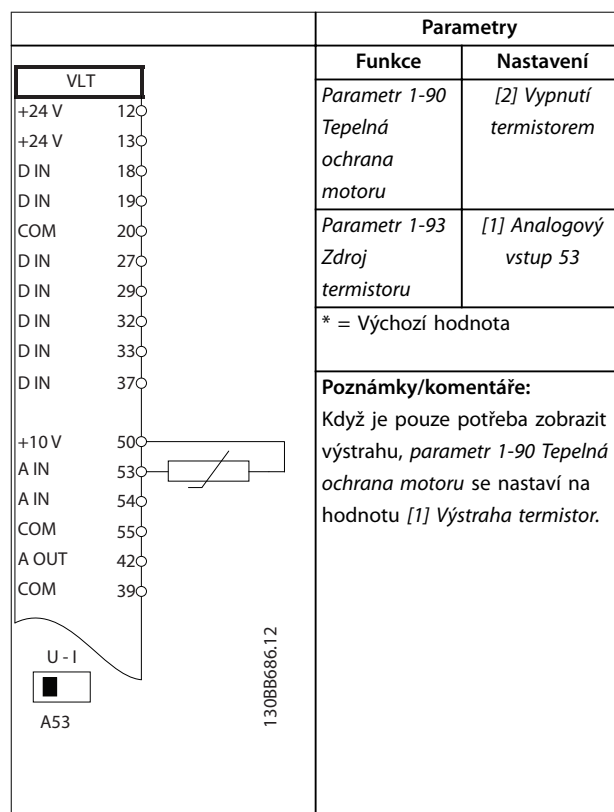 VLT
+24 V 12
+24 V 13
D IN 18
D IN 19
COM 20
D IN 27
D IN 29
D IN 32
D IN 33
D IN 37
+10 V 50
A IN 53
A IN 54
COM 55
A OUT 42
COM 39
U - I
A53
130BB686.12
Parametry
Funkce Nastavení
Parametr 1-90 [2] Vypnutí
Tepelná termistorem
ochrana
motoru
Parametr 1-93 [1] Analogový
Zdroj vstup 53
termistoru
* = Výchozí hodnota
Poznámky/komentáře:
Když je pouze potřeba zobrazit
výstrahu, parametr 1-90 Tepelná
ochrana motoru se nastaví na
hodnotu [1] Výstraha termistor.